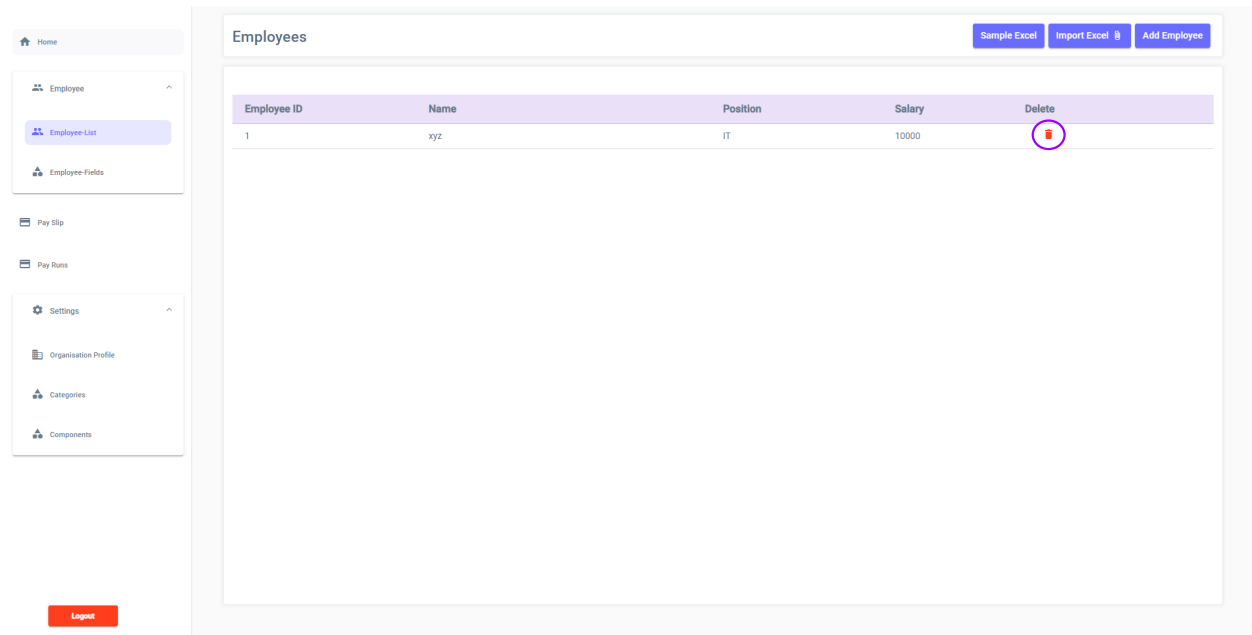 Home
Employee
Employee-List
Employee-Fields
Pay Slip
Pay Runs
Settings
Organisation Profile
Categories
Components
Logout
Employees
Sample Excel Import Excel Add Employee
Employee ID Name Position Salary Delete
1 xyz IT 10000